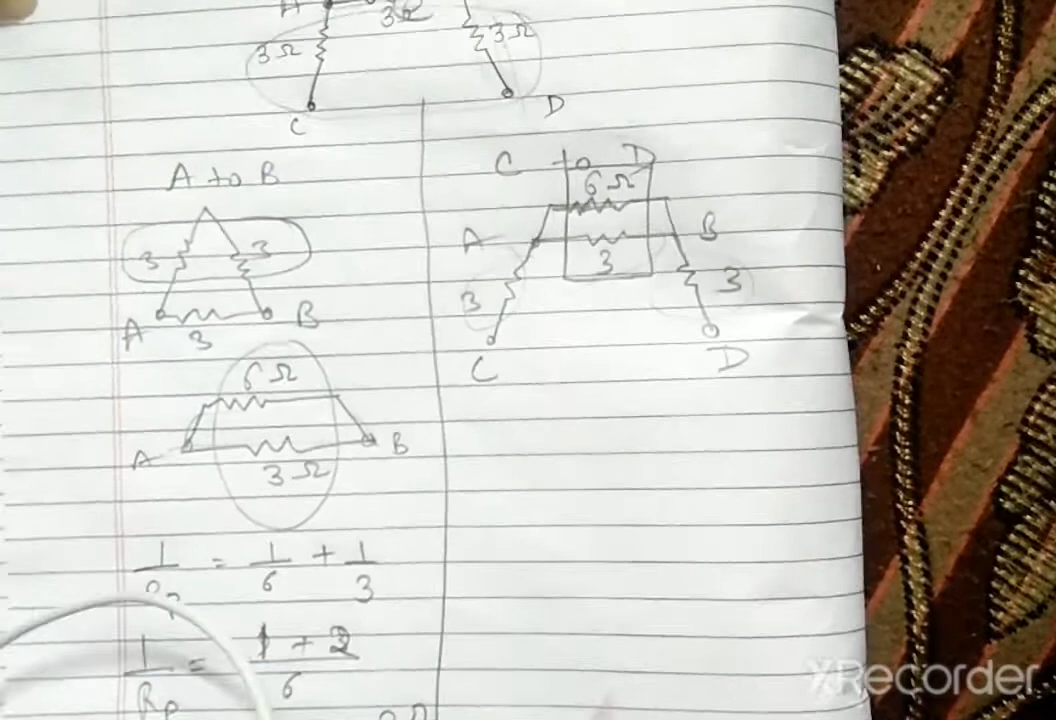 A
3Ω
3Ω
3Ω
C
D
A to B
3
3
A
B
3
6Ω
A
B
3Ω
1 = 1 + 1
6 3
1 = 1 + 2
Rp 6
C to D
6Ω
A
B
3
3
3
C
D
XRecorder